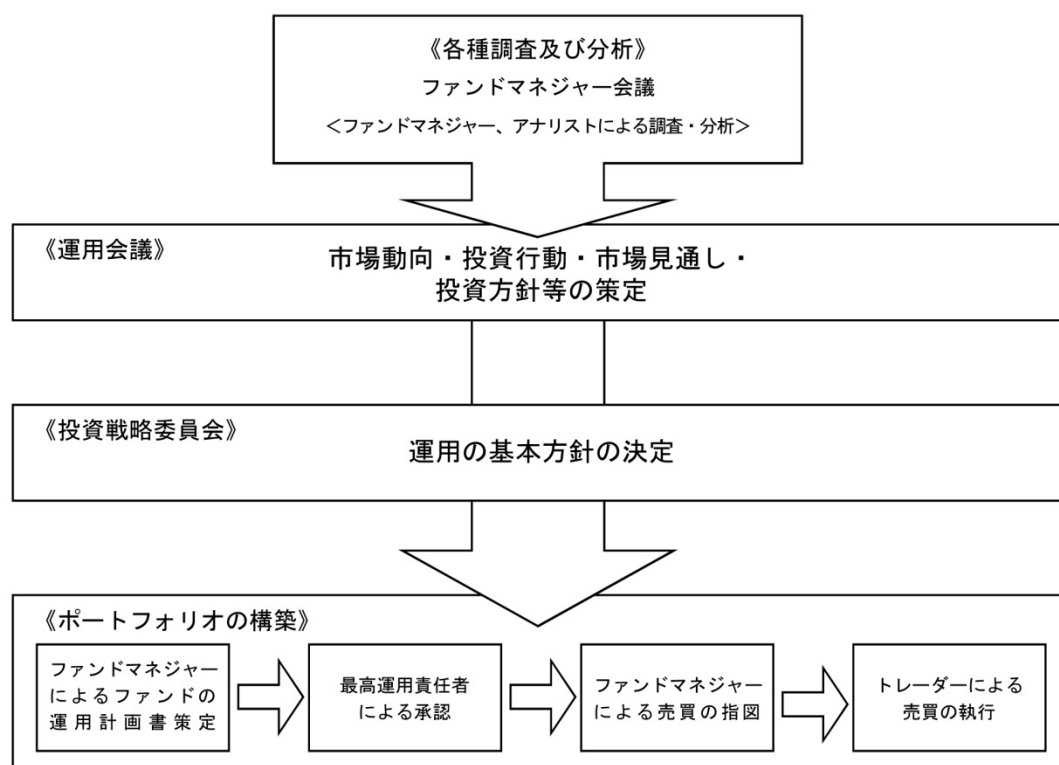 《各種調査及び分析》
ファンドマネジャー会議
＜ファンドマネジャー、アナリストによる調査・分析＞
《運用会議》
市場動向・投資行動・市場見通し・
投資方針等の策定
《投資戦略委員会》
運用の基本方針の決定
《ポートフォリオの構築》
ファンドマネジャー
によるファンドの
運用計画書策定
最高運用責任者
による承認
ファンドマネジャー
による売買の指図
トレーダーによる
売買の執行